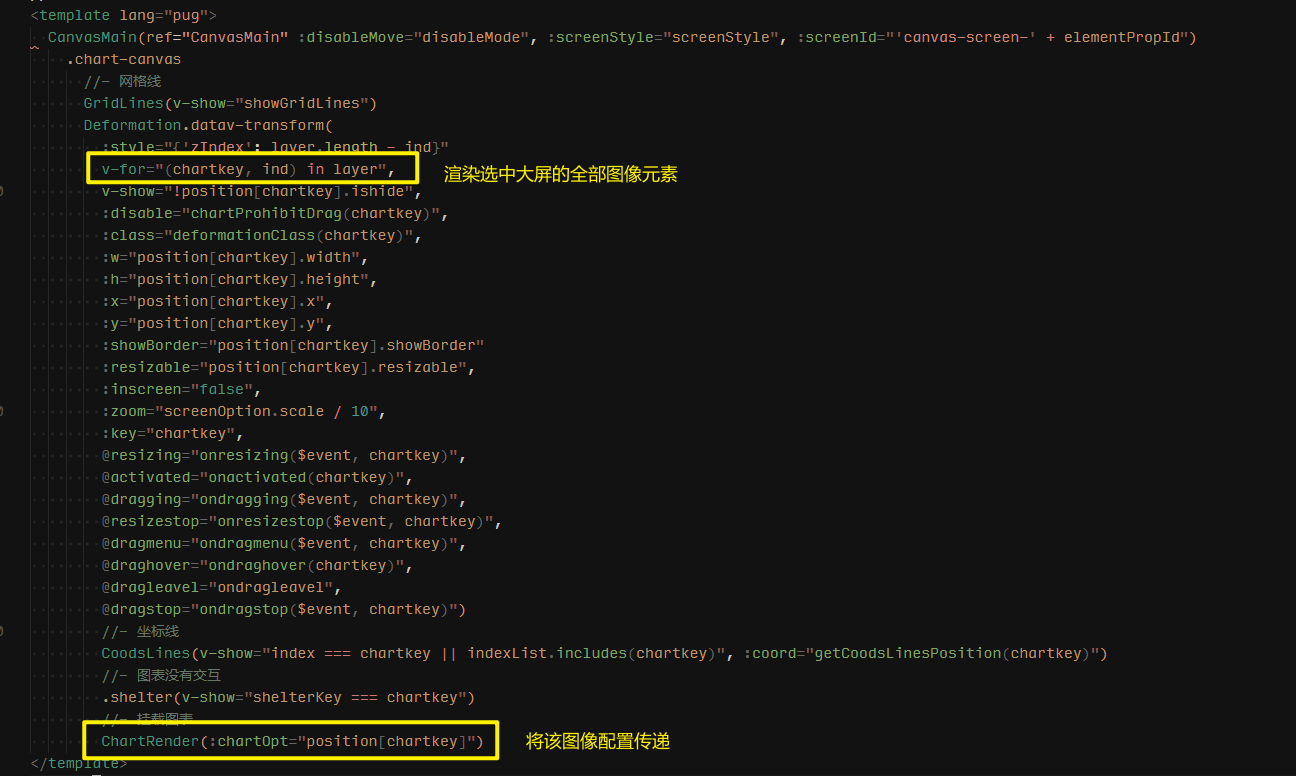 <template lang="pug">
CanvasMain(ref="CanvasMain" :disableMove="disableMode", :screenStyle="screenStyle", :screenId="'canvas-screen-' + elementPropId")
.chart-canvas
//- 网格线
GridLines(v-show="showGridLines")
Deformation.datav-transform(
:style="{'zIndex': layer.length - ind}"
v-for="(chartkey, ind) in layer",
渲染选中大屏的全部图像元素
v-show="!position[chartkey].ishide",
:disable="chartProhibitDrag(chartkey)",
:class="deformationClass(chartkey)",
:w="position[chartkey].width",
:h="position[chartkey].height",
:x="position[chartkey].x",
:y="position[chartkey].y",
:showBorder="position[chartkey].showBorder"
:resizable="position[chartkey].resizable",
:inscreen="false",
:zoom="screenOption.scale / 10",
:key="chartkey",
@resizing="onresizing($event, chartkey)",
@activated="onactivated(chartkey)",
@dragging="ondragging($event, chartkey)",
@resizestop="onresizestop($event, chartkey)",
@dragmenu="ondragmenu($event, chartkey)",
@draghover="ondraghover(chartkey)",
@dragleavel="ondragleavel",
@dragstop="ondragstop($event, chartkey)")
//- 坐标线
CoodsLines(v-show="index === chartkey || indexList.includes(chartkey)", :coord="getCoodsLinesPosition(chartkey)")
//- 图表没有交互
.shelter(v-show="shelterKey === chartkey")
//- 挂载图表
ChartRender(:chartOpt="position[chartkey]")
将该图像配置传递
</template>